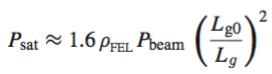 P_sat ≈ 1.6 ρ_FEL P_beam (L_g0 / L_g)^2